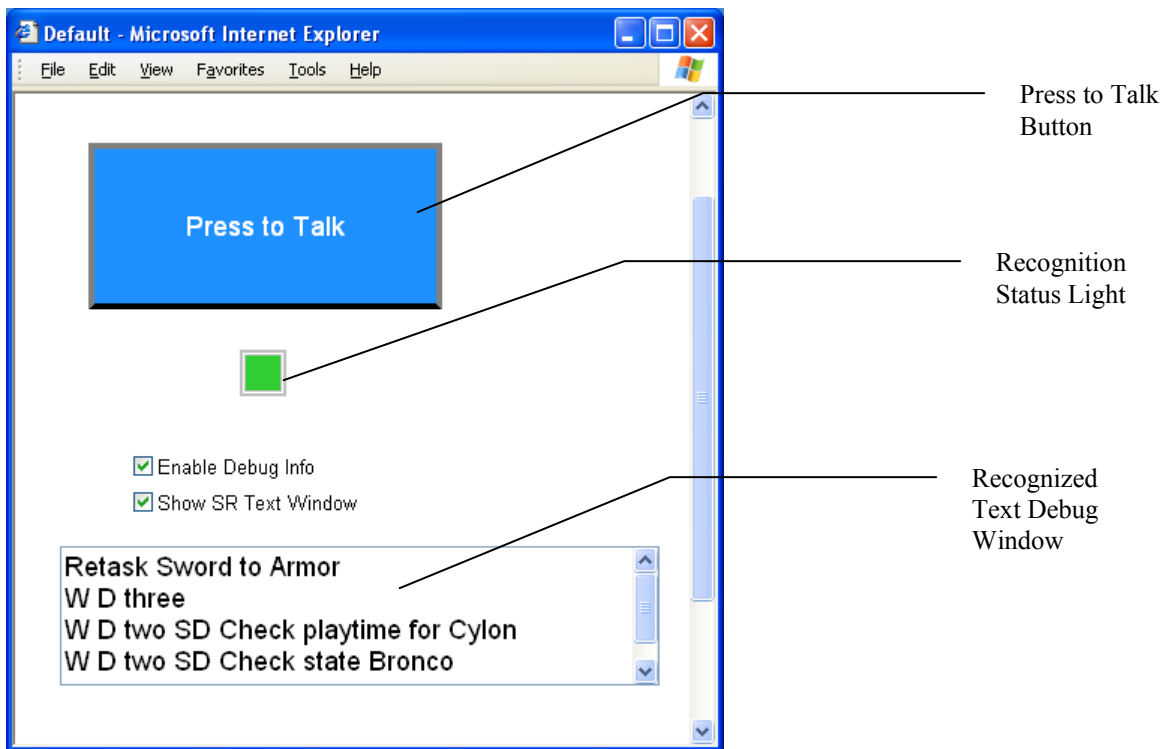 Default - Microsoft Internet Explorer
File Edit View Favorites Tools Help
Press to Talk
Button
Press to Talk
Recognition
Status Light
Enable Debug Info
Show SR Text Window
Recognized
Text Debug
Window
Retask Sword to Armor
W D three
W D two SD Check playtime for Cylon
W D two SD Check state Bronco